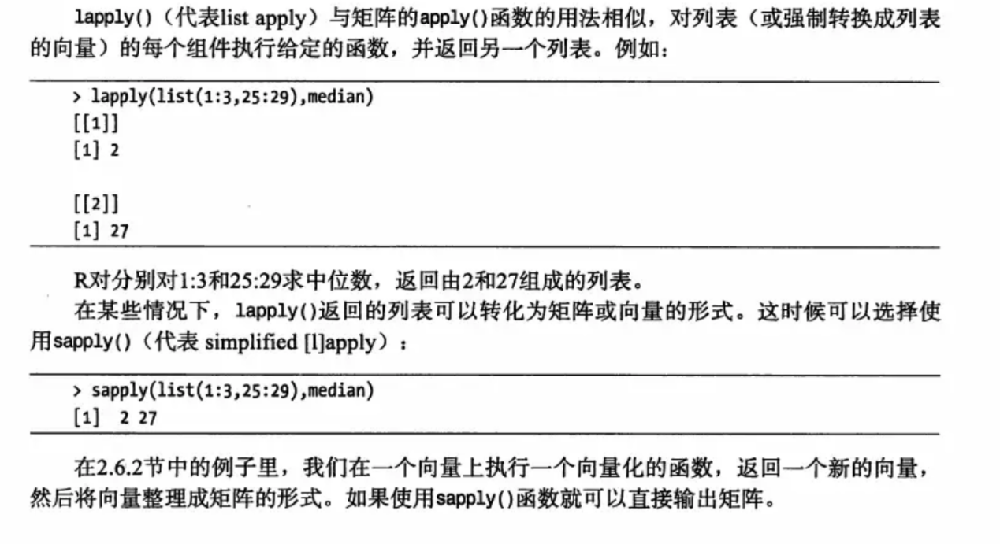 lapply()（代表list apply）与矩阵的apply()函数的用法相似，对列表（或强制转换成列表
的向量）的每个组件执行给定的函数，并返回另一个列表。例如：
> lapply(list(1:3,25:29),median)
[[1]]
[1] 2
[[2]]
[1] 27
R对分别对1:3和25:29求中位数，返回由2和27组成的列表。
在某些情况下，lapply()返回的列表可以转化为矩阵或向量的形式。这时候可以选择使
用sapply()（代表 simplified [l]apply）：
> sapply(list(1:3,25:29),median)
[1]  2 27
在2.6.2节中的例子里，我们在一个向量上执行一个向量化的函数，返回一个新的向量，
然后将向量整理成矩阵的形式。如果使用sapply()函数就可以直接输出矩阵。